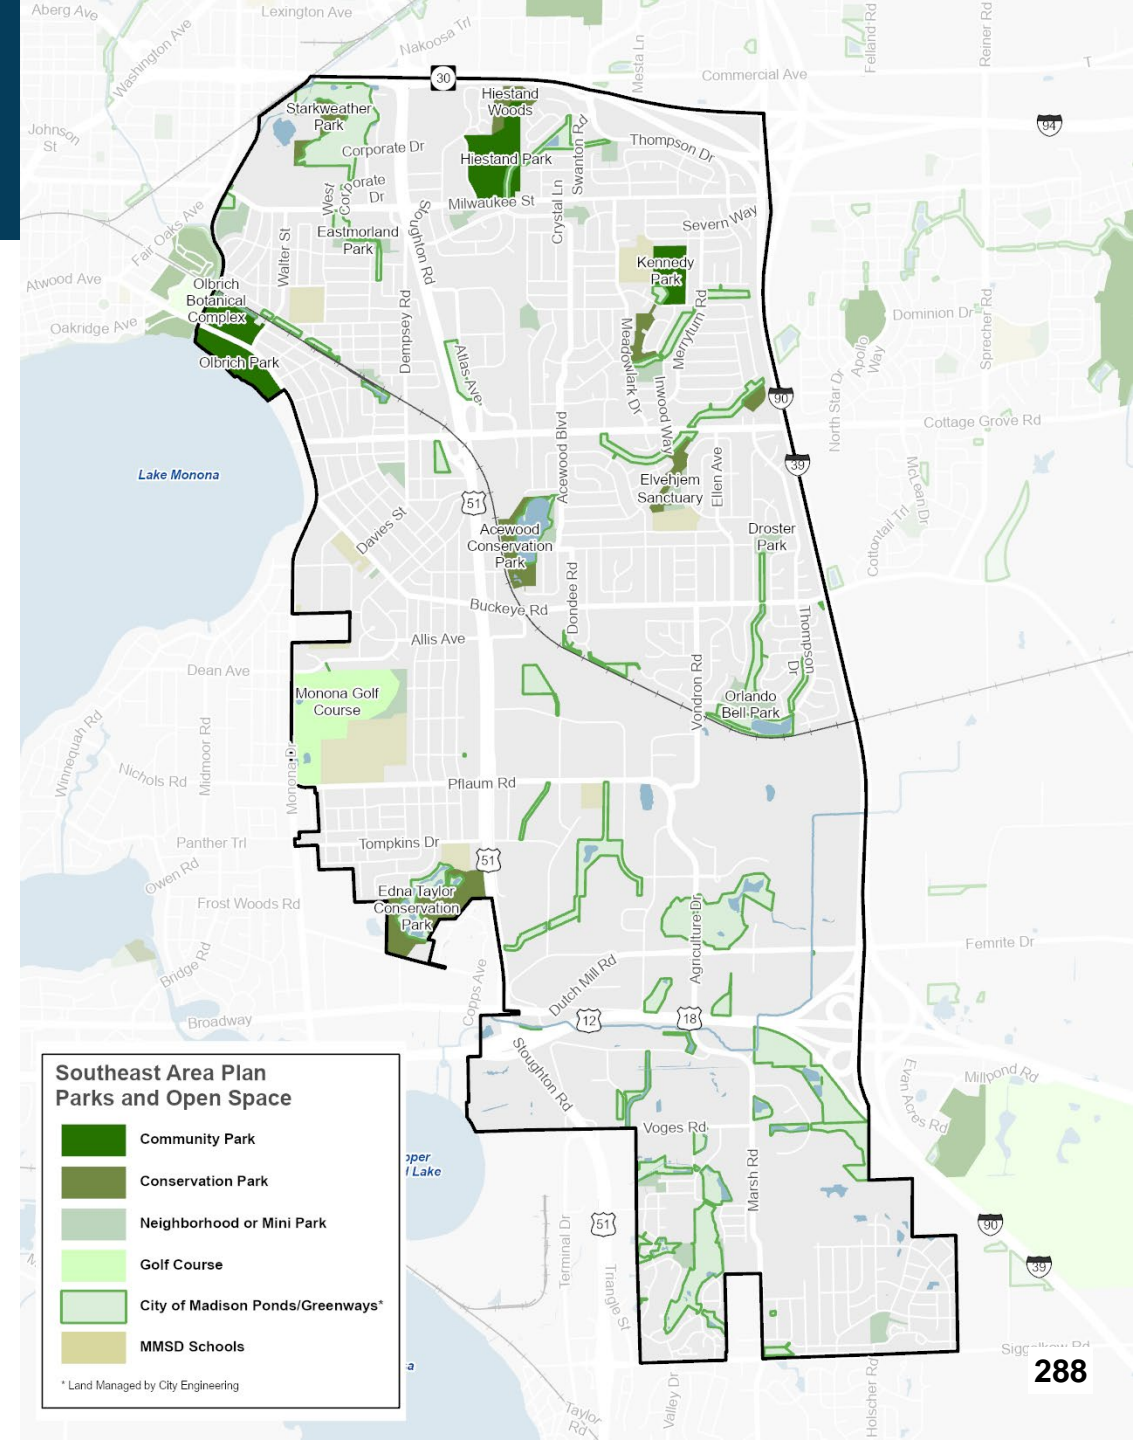 Aberg Ave
Lexington Ave
Washington Ave
Nakoosa Trl
Mesta Ln
Commercial Ave
Felland Rd
Reiner Rd
T
30
94
Johnson
St
Starkweather
Park
Hiestand
Woods
Corporate Dr
Hiestand Park
Swanton Rd
Thompson Dr
West
Corporate
Dr
Milwaukee St
Crystal Ln
Severn Way
Fair Oaks Ave
Walter St
Eastmorland
Park
Stoughton Rd
Kennedy
Park
Atwood Ave
Olbrich
Botanical
Complex
Oakridge Ave
Olbrich Park
Dempsey Rd
Atlas Ave
Meadowlark Dr
Merryturn Rd
Inwood Way
Dominion Dr
Sprecher Rd
Apollo
Way
North Star Dr
90
Cottage Grove Rd
39
Lake Monona
Acewood Blvd
Elvehjem
Sanctuary
Ellen Ave
McLean Dr
Cottontail Trl
51
Davies St
Acewood
Conservation
Park
Droster
Park
Dondee Rd
Buckeye Rd
Allis Ave
Thompson
Dr
Dean Ave
Monona Golf
Course
Vondron Rd
Orlando
Bell Park
Winnequah Rd
Midmoor Rd
Nichols Rd
Monona Dr
Pflaum Rd
Panther Trl
Tompkins Dr
51
Owen Rd
Frost Woods Rd
Edna Taylor
Conservation
Park
Agriculture Dr
Femrite Dr
Bridge Rd
Copps Ave
Dutch Mill Rd
Broadway
12
18
Stoughton Rd
Evan Acres Rd
Millpond Rd
Voges Rd
Marsh Rd
51
90
39
Terminal Dr
Triangle St
Valley Dr
Holscher Rd
Taylor
Rd
Southeast Area Plan
Parks and Open Space
Community Park
Conservation Park
Neighborhood or Mini Park
Golf Course
City of Madison Ponds/Greenways*
MMSD Schools
* Land Managed by City Engineering
Lake
288